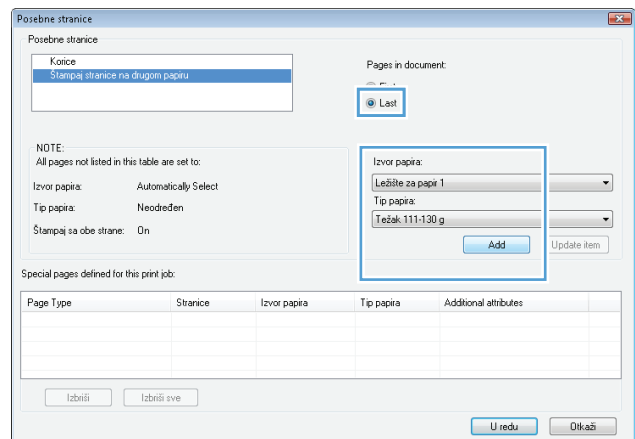 Posebne stranice
Posebne stranice
Korice
Štampaj stranice na drugom papiru
Pages in document:
Last
NOTE:
All pages not listed in this table are set to:
Izvor papira: Automatically Select
Tip papira: Neodređen
Štampaj sa obe strane: On
Izvor papira:
Ležište za papir 1
Tip papira:
Težak 111-130 g
Add Update item
Special pages defined for this print job:
Page Type Stranice Izvor papira Tip papira Additional attributes
Izbriši Izbriši sve
U redu Otkaži